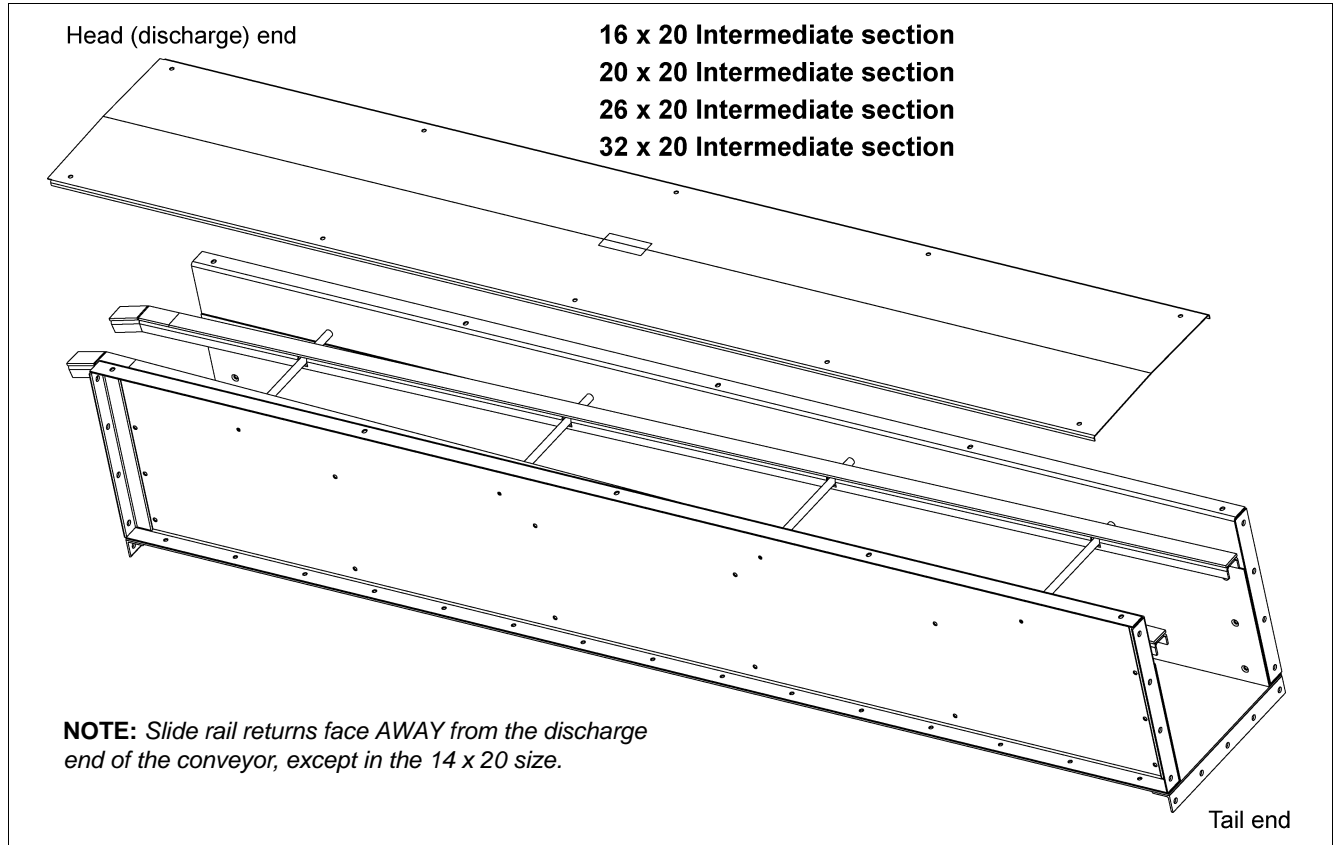 Head (discharge) end
16 x 20 Intermediate section
20 x 20 Intermediate section
26 x 20 Intermediate section
32 x 20 Intermediate section
NOTE: Slide rail returns face AWAY from the discharge
end of the conveyor, except in the 14 x 20 size.
Tail end